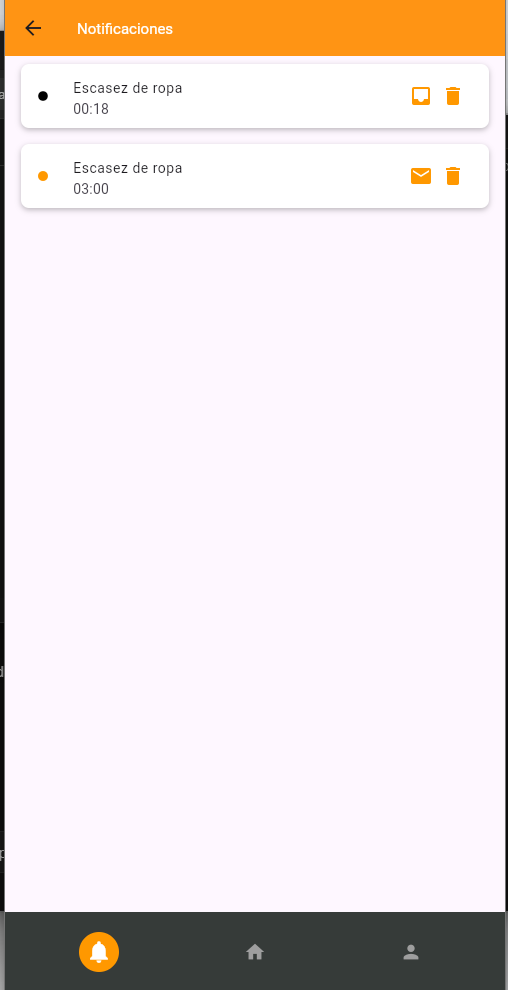 Notificaciones
Escasez de ropa
00:18
Escasez de ropa
03:00